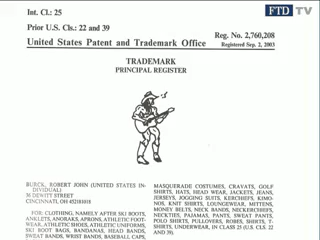 Int. Cl.: 25
FTD TV
Prior U.S. Cls.: 22 and 39
Reg. No. 2,760,208
United States Patent and Trademark Office
Registered Sep. 2, 2003
TRADEMARK
PRINCIPAL REGISTER
BURCK, ROBERT JOHN (UNITED STATES IN-
DIVIDUAL)
DEWITT STREET
CINCINNATI, OH
FOR: CLOTHING, NAMELY AFTER SKI BOOTS,
ANKLETS, ANORAKS, APRONS, ATHLETIC FOOT-
WEAR, ATHLETIC SHOES, ATHLETIC UNIFORMS,
SKI BOOT BAGS, BANDANAS, HEAD BANDS,
SWEAT BANDS, WRIST BANDS, BASEBALL CAPS,
MASQUERADE COSTUMES, CRAVATS, GOLF
SHIRTS, HATS, HEAD WEAR, JACKETS, JEANS,
JERSEYS, JOGGING SUITS, KERCHIEFS, KIMO-
NOS, KNIT SHIRTS, LOUNGEWEAR, MITTENS,
MONEY BELTS, NECK BANDS, NECKERCHIEFS,
NECKTIES, PAJAMAS, PANTS, SWEAT PANTS, POLO
SHIRTS, PULLOVERS, ROBES, SHIRTS, T-
SHIRTS, UNDERWEAR, IN CLASS 25 (U.S. CLS. 22
AND 39).